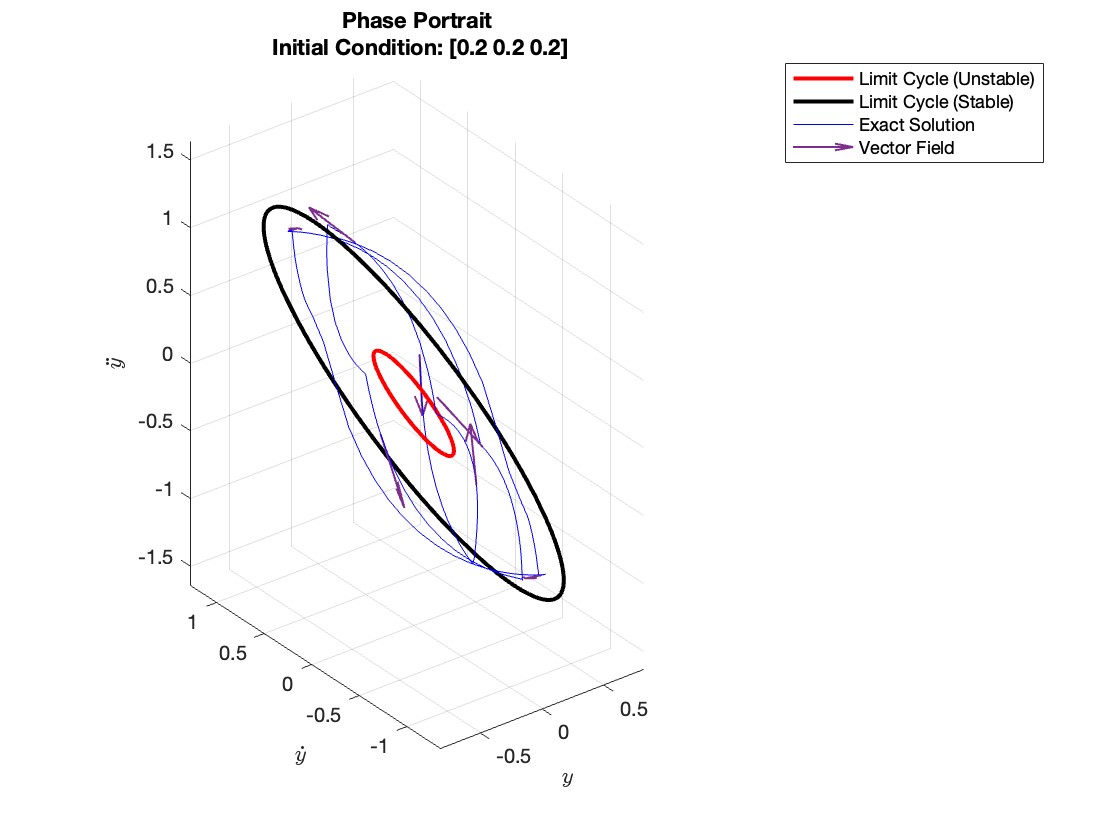 Phase Portrait
Initial Condition: [0.2 0.2 0.2]
Limit Cycle (Unstable)
Limit Cycle (Stable)
Exact Solution
Vector Field
1.5
1
0.5
0
-0.5
-1
-1.5
ÿ
1
0.5
0
-0.5
-1
ẏ
-0.5
0
0.5
y